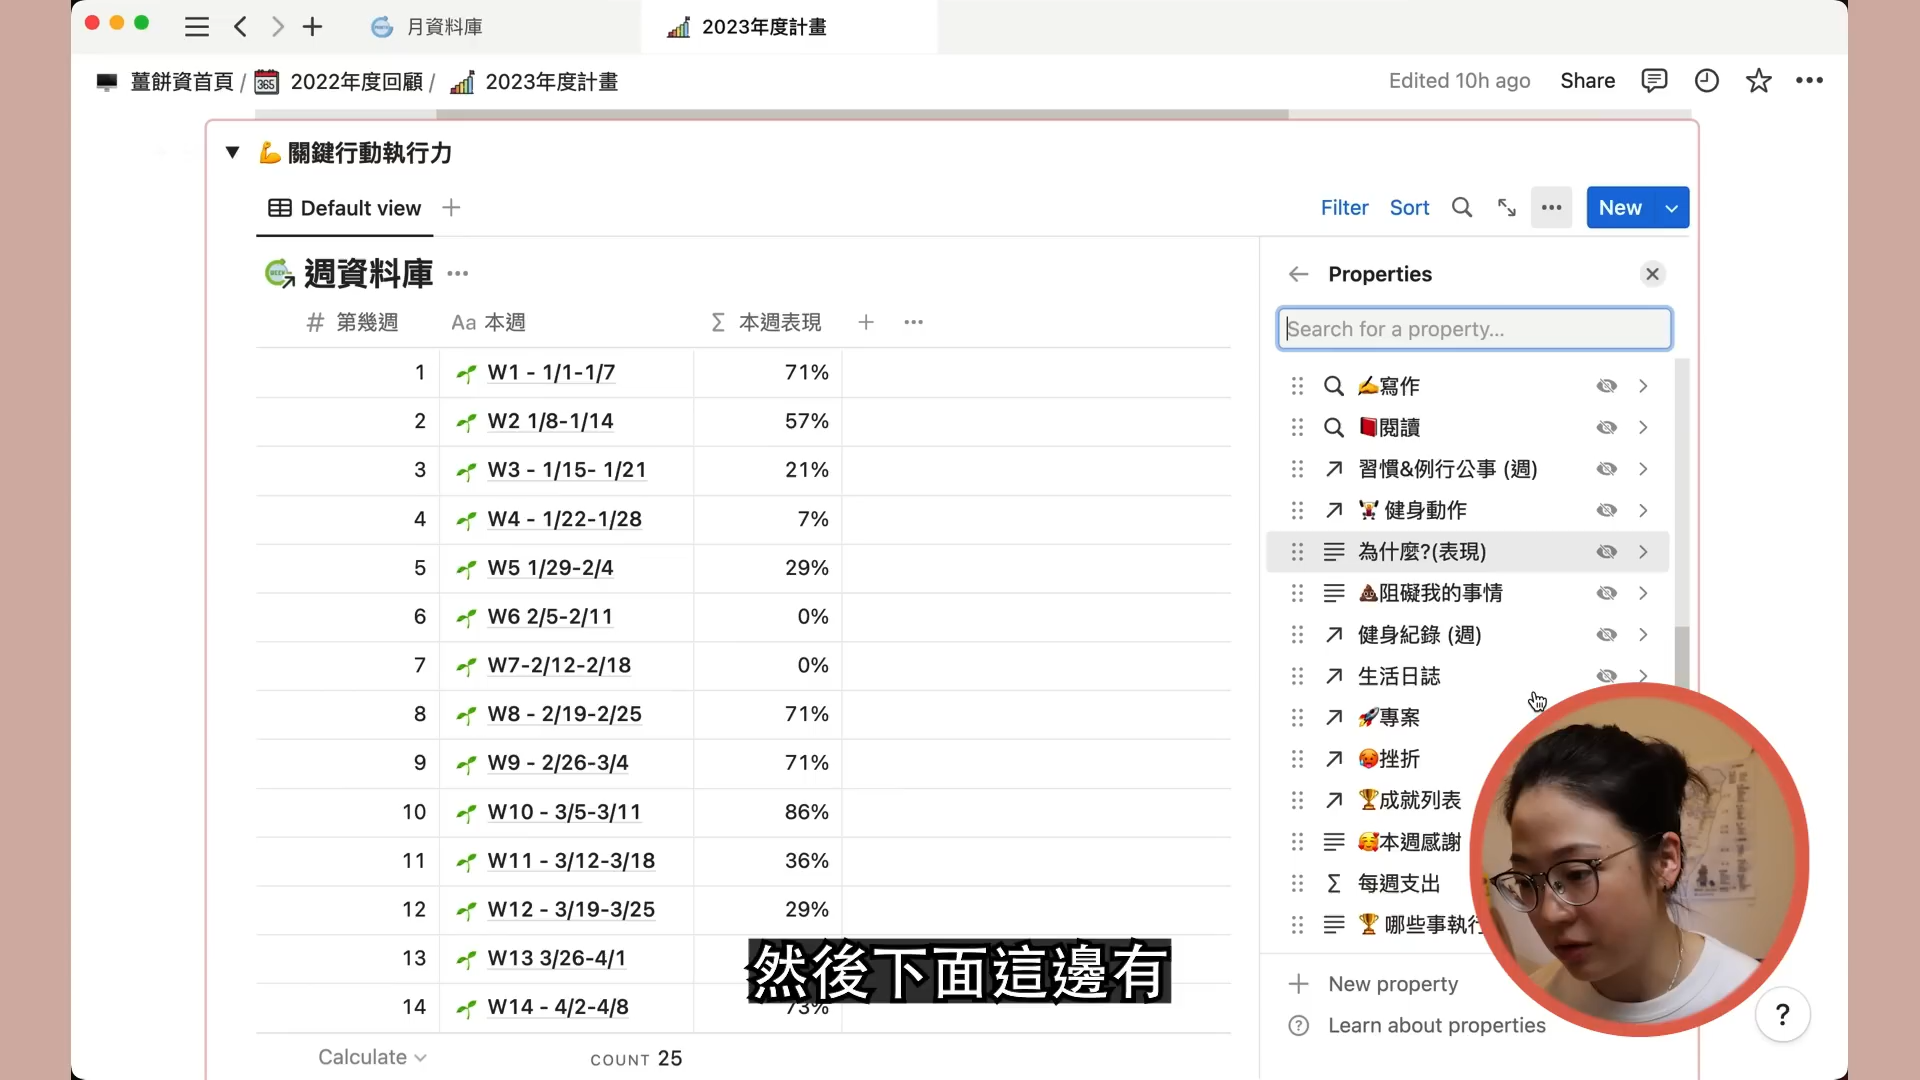 月資料庫
2023年度計畫
薑餅資首頁 / 2022年度回顧 / 2023年度計畫
Edited 10h ago
Share
關鍵行動執行力
Default view
Filter
Sort
New
週資料庫
# 第幾週
Aa 本週
Σ 本週表現
1 W1 - 1/1-1/7 71%
2 W2 1/8-1/14 57%
3 W3 - 1/15- 1/21 21%
4 W4 - 1/22-1/28 7%
5 W5 1/29-2/4 29%
6 W6 2/5-2/11 0%
7 W7-2/12-2/18 0%
8 W8 - 2/19-2/25 71%
9 W9 - 2/26-3/4 71%
10 W10 - 3/5-3/11 86%
11 W11 - 3/12-3/18 36%
12 W12 - 3/19-3/25 29%
13 W13 3/26-4/1
14 W14 - 4/2-4/8 73%
Calculate
COUNT 25
Properties
Search for a property...
寫作
閱讀
習慣&例行公事 (週)
健身動作
為什麼?(表現)
阻礙我的事情
健身紀錄 (週)
生活日誌
專案
挫折
成就列表
本週感謝
Σ 每週支出
哪些事執行
New property
Learn about properties
?
然後下面這邊有